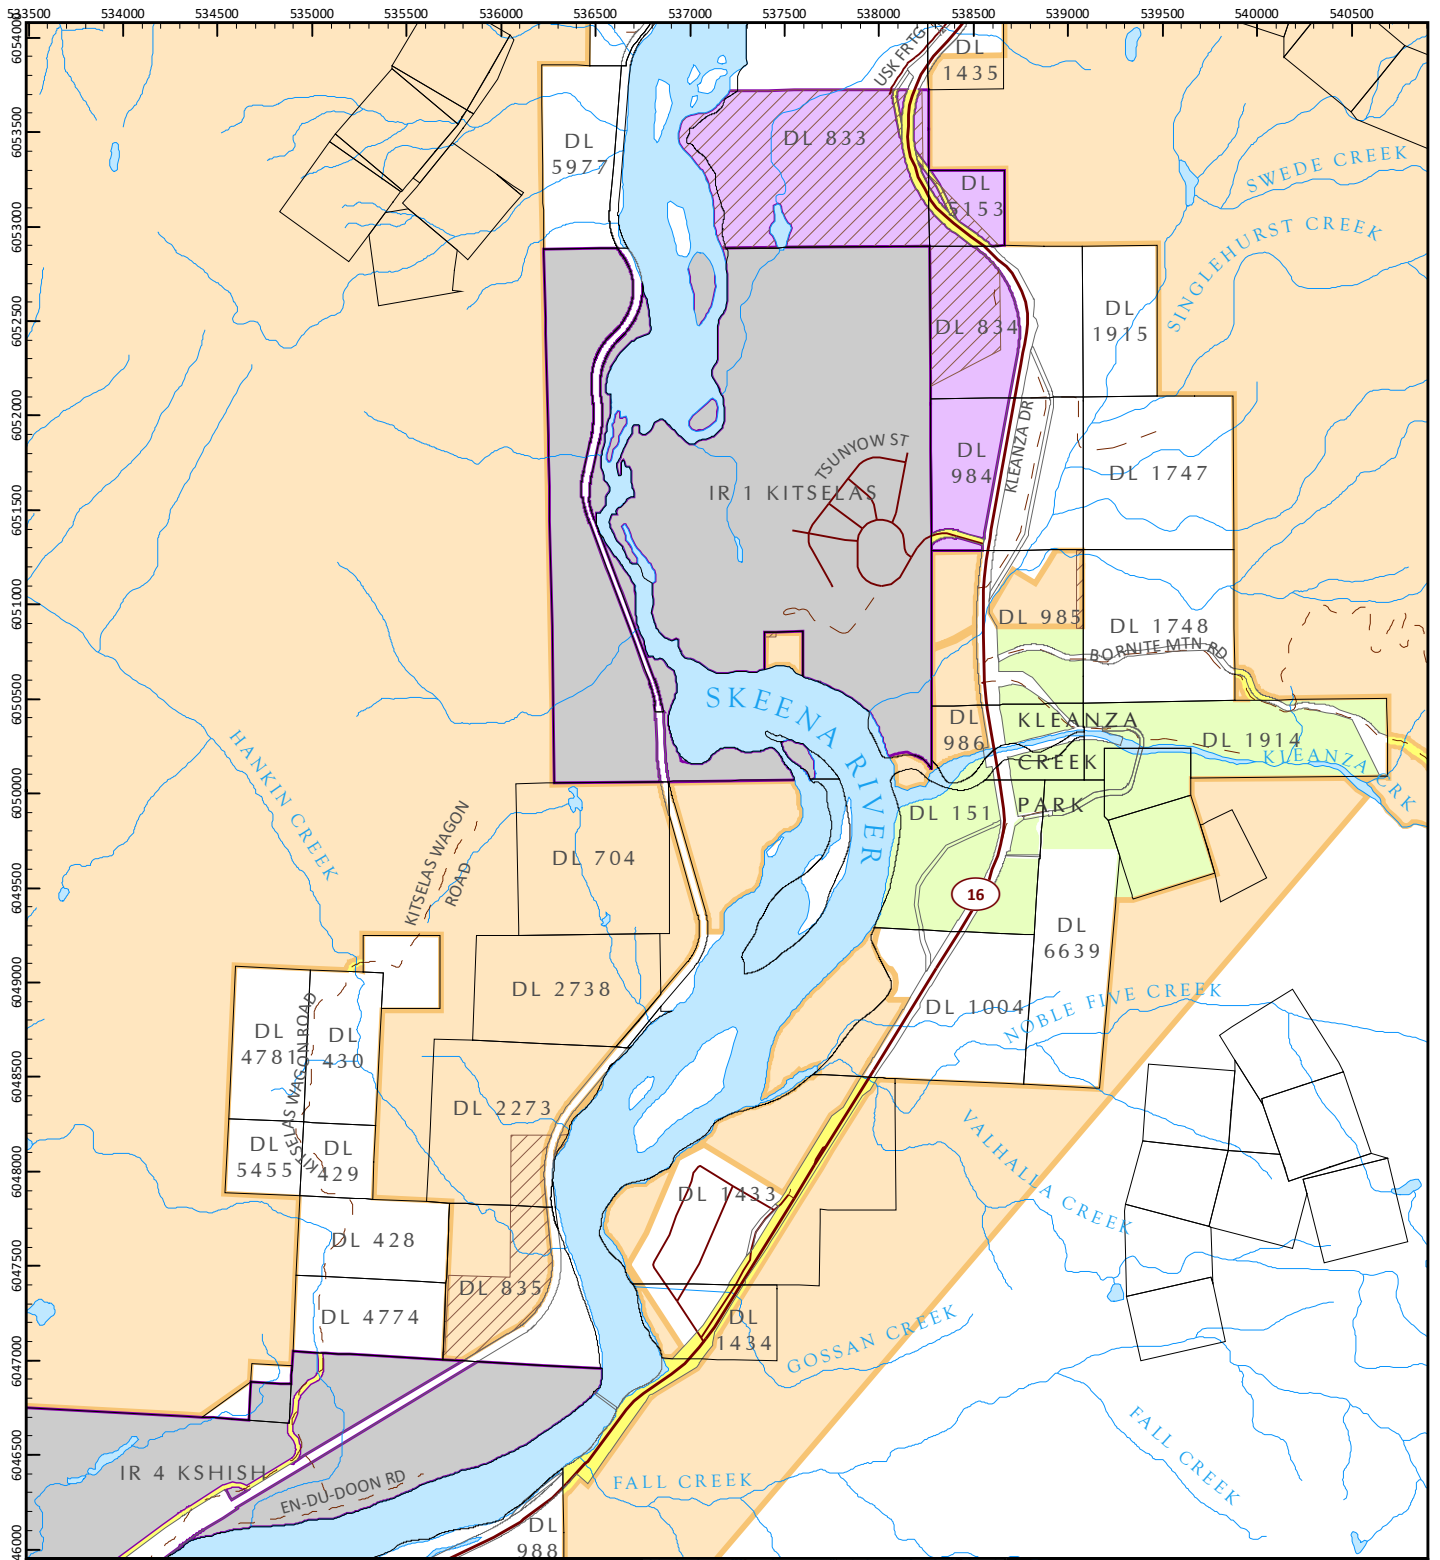 533500 534000 534500 535000 535500 536000 536500 537000 537500 538000 538500 539000 539500 540000 540500
6054000
6053500
6053000
6052500
6052000
6051500
6051000
6050500
6050000
6049500
6049000
6048500
6048000
6047500
6047000
6046500
46000
USK FRTG
DL
1435
DL
5977
DL 833
DL
5153
SWEDE CREEK
SINGLEHURST CREEK
DL 834
DL
1915
KLEANZA DR
DL
984
DL 1747
TSUNYOW ST
IR 1 KITSELAS
DL 985
DL 1748
BORNITE MTN RD
SKEENA RIVER
DL
986
KLEANZA
CREEK
PARK
DL 1914
KLEANZA CRK
DL 151
HANKIN CREEK
KITSELAS WAGON
ROAD
DL 704
16
DL
6639
DL 2738
DL 1004
NOBLE FIVE CREEK
DL
4781
DL
430
KITSELAS WAGON ROAD
DL
5455
DL
429
DL 2273
VALHALLA CREEK
DL 1433
DL 428
DL 835
DL 4774
DL
1434
GOSSAN CREEK
IR 4 KSHISH
EN-DU-DOON RD
FALL CREEK
FALL CREEK
DL
988